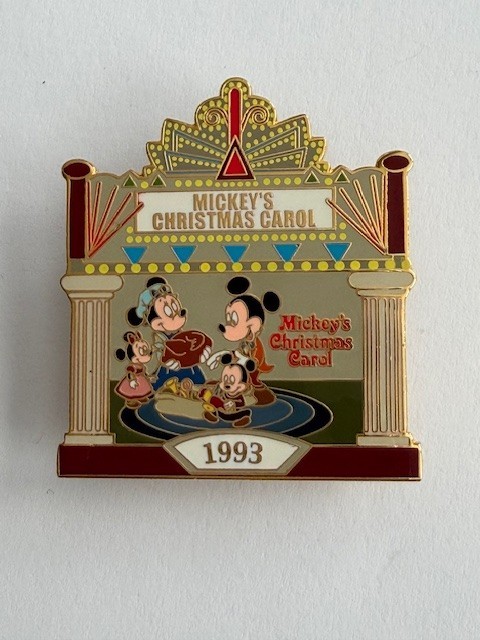 MICKEY'S
CHRISTMAS CAROL
Mickey's
Christmas
Carol
1993